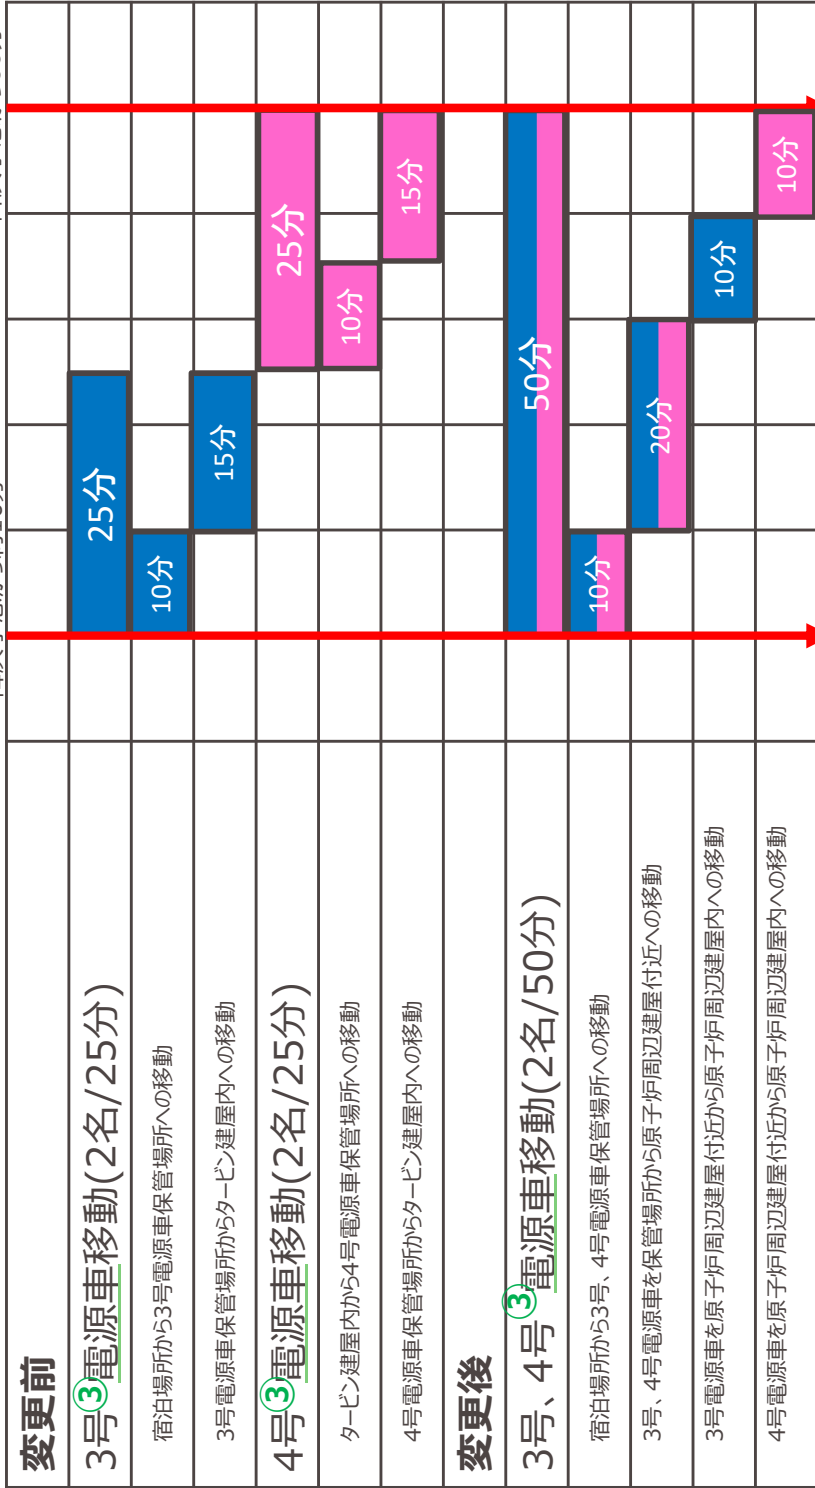 変更前
3号③電源車移動(2名/25分)
25分
宿泊場所から3号電源車保管場所への移動
10分
3号電源車保管場所からタービン建屋内への移動
15分
4号③電源車移動(2名/25分)
25分
タービン建屋内から4号電源車保管場所への移動
10分
4号電源車保管場所からタービン建屋内への移動
15分
変更後
3号、4号③電源車移動(2名/50分)
50分
宿泊場所から3号、4号電源車保管場所への移動
10分
3号、4号電源車を保管場所から原子炉周辺建屋付近への移動
20分
3号電源車を原子炉周辺建屋付近から原子炉周辺建屋内への移動
10分
4号電源車を原子炉周辺建屋付近から原子炉周辺建屋内への移動
10分